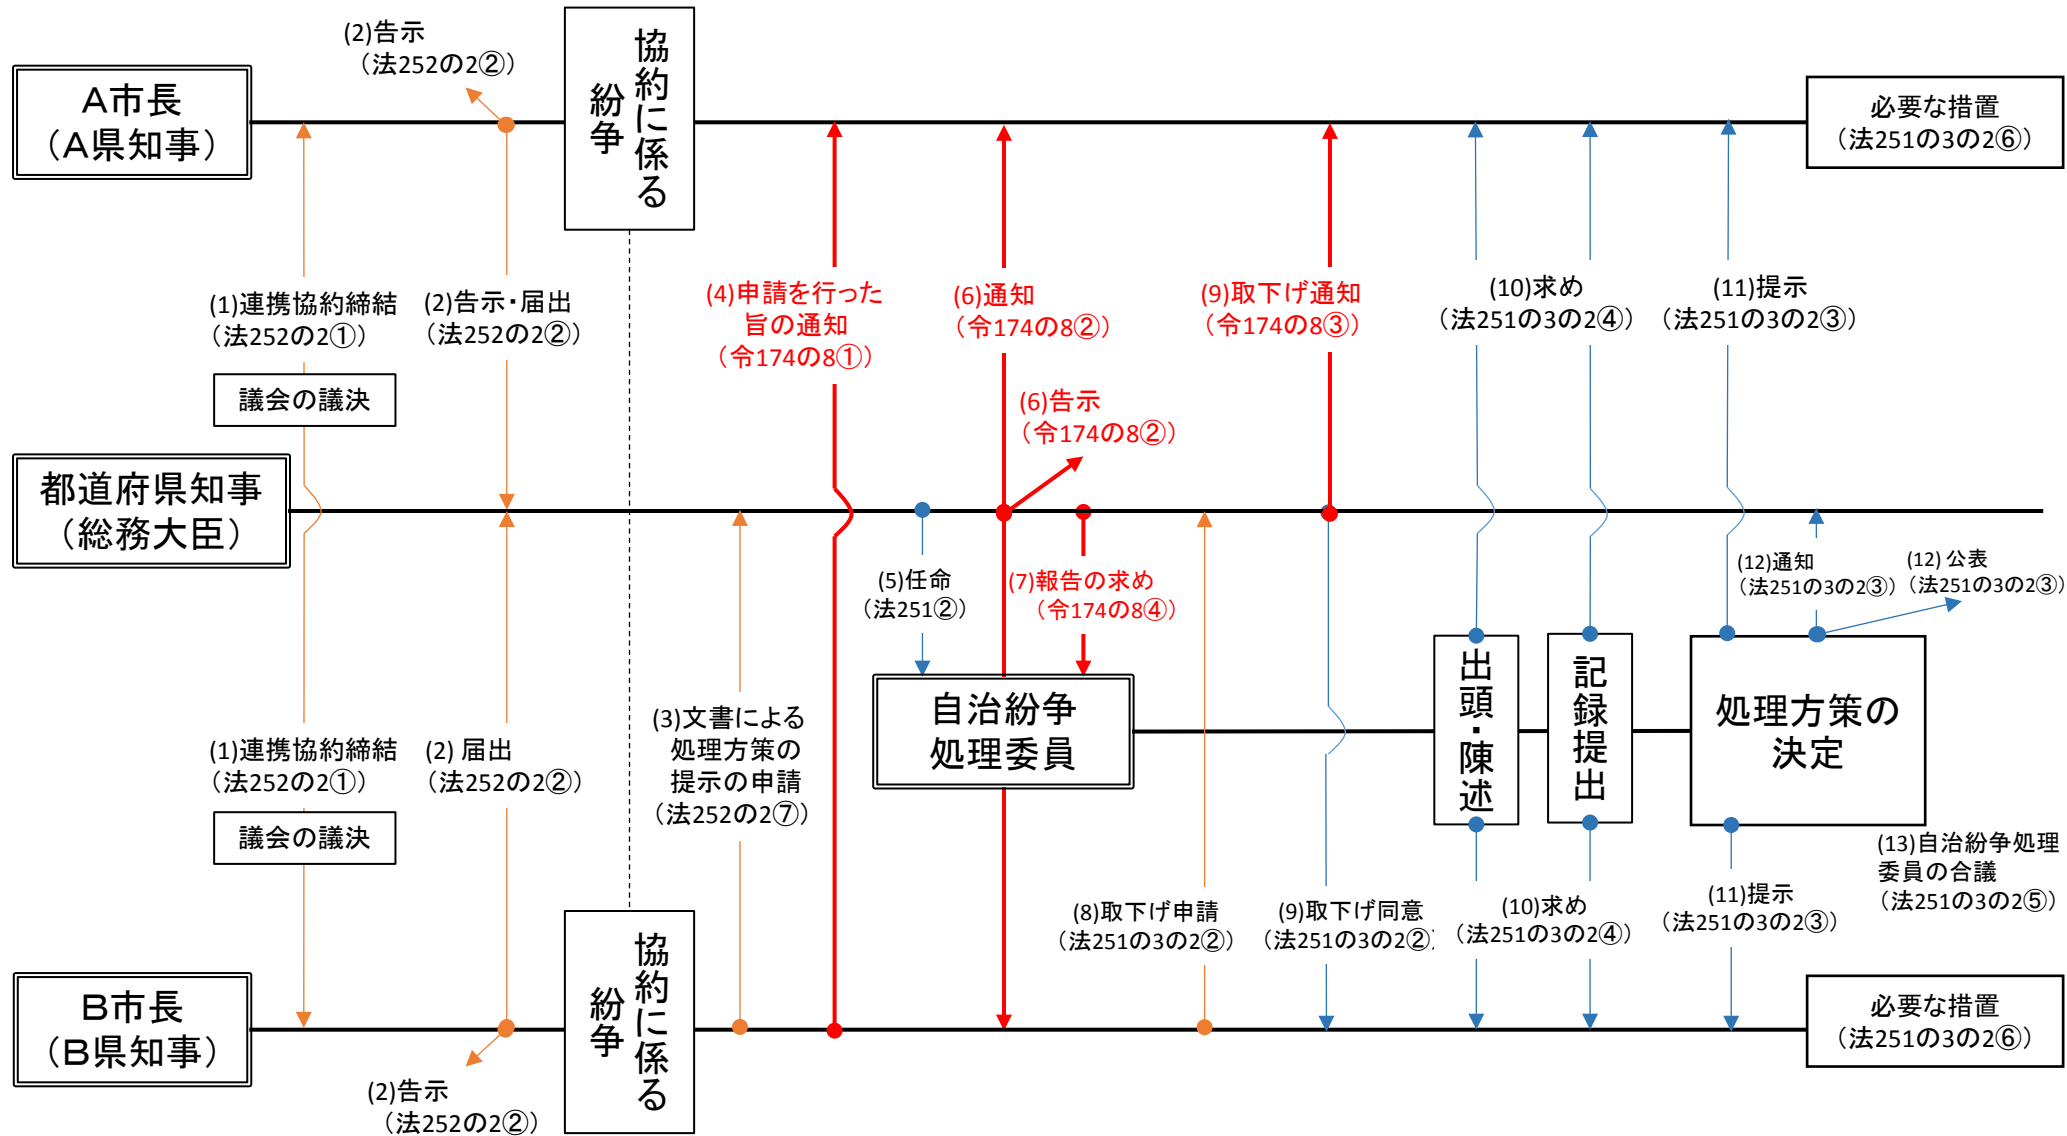 (2)告示
（法252の2②）
協約に係る
紛争
A市長
（A県知事）
必要な措置
（法251の3の2⑥）
(1)連携協約締結
（法252の2①）
(2)告示・届出
（法252の2②）
(4)申請を行った
旨の通知
（令174の8①）
(6)通知
（令174の8②）
(9)取下げ通知
（令174の8③）
(10)求め
（法251の3の2④）
(11)提示
（法251の3の2③）
議会の議決
(6)告示
（令174の8②）
都道府県知事
（総務大臣）
(5)任命
（法251②）
(7)報告の求め
（令174の8④）
(12)通知
（法251の3の2③）
(12) 公表
（法251の3の2③）
自治紛争
処理委員
出頭・陳述
記録提出
処理方策の
決定
(1)連携協約締結
（法252の2①）
(2) 届出
（法252の2②）
(3)文書による
処理方策の
提示の申請
（法252の2⑦）
議会の議決
(8)取下げ申請
（法251の3の2②）
(9)取下げ同意
（法251の3の2②）
(10)求め
（法251の3の2④）
(11)提示
（法251の3の2③）
(13)自治紛争処理
委員の合議
（法251の3の2⑤）
協約に係る
紛争
B市長
（B県知事）
必要な措置
（法251の3の2⑥）
(2)告示
（法252の2②）